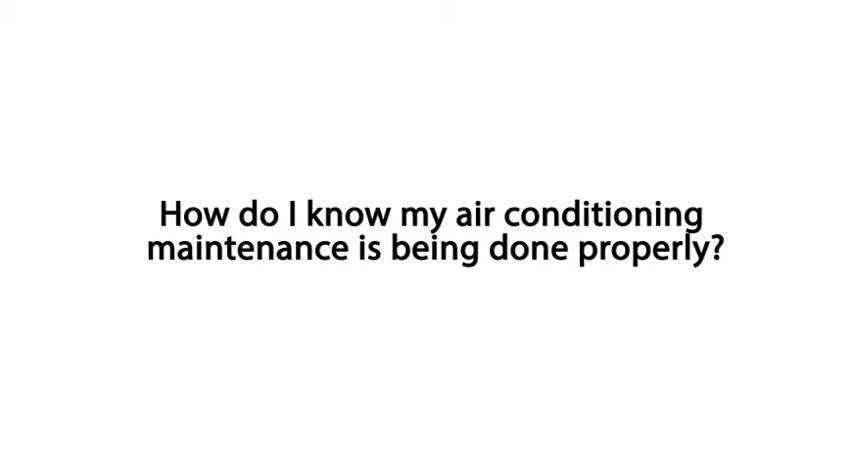 How do I know my air conditioning
maintenance is being done properly?